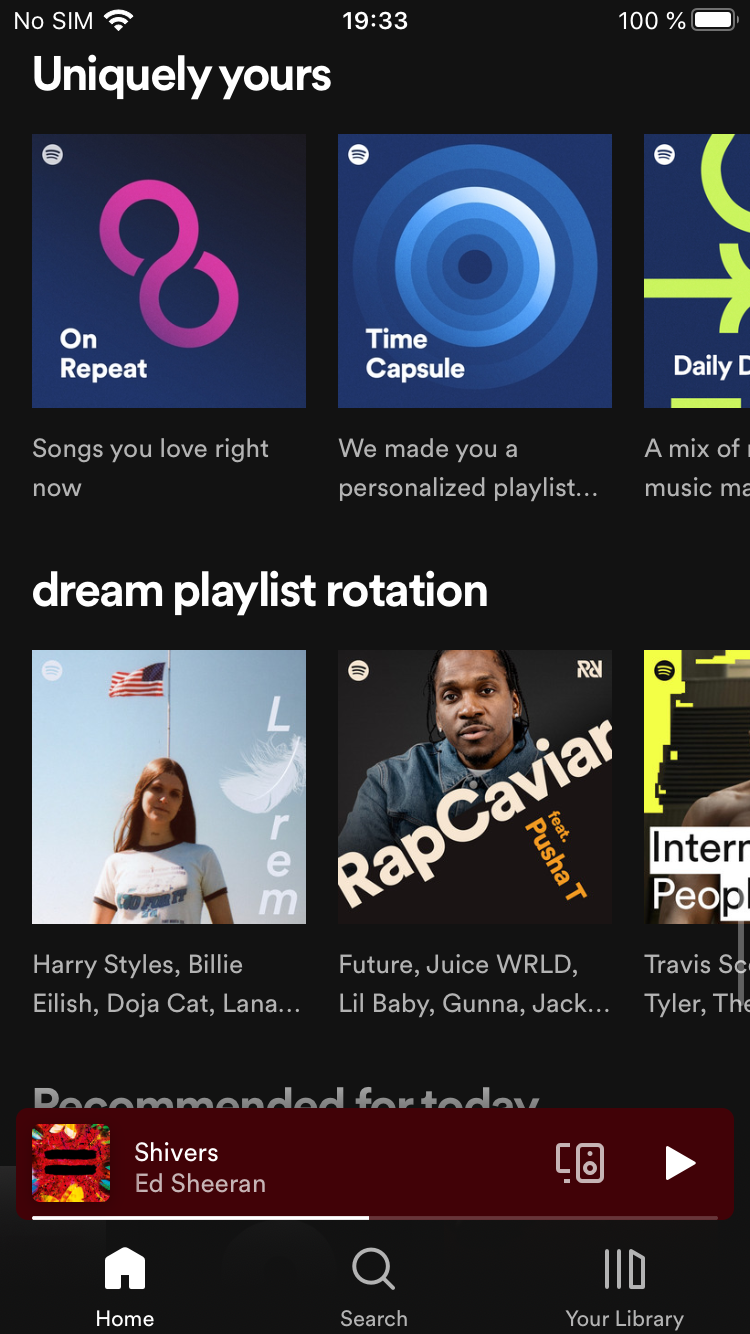 No SIM 19:33 100 %
Uniquely yours
On
Repeat
Time
Capsule
Daily D
Songs you love right
now
We made you a
personalized playlist…
A mix of
music ma
dream playlist rotation
L
r
e
m
RapCaviar
feat.
Pusha T
Intern
Peopl
Harry Styles, Billie
Eilish, Doja Cat, Lana…
Future, Juice WRLD,
Lil Baby, Gunna, Jack…
Travis Sc
Tyler, The
Recommended for today
Shivers
Ed Sheeran
Home
Search
Your Library